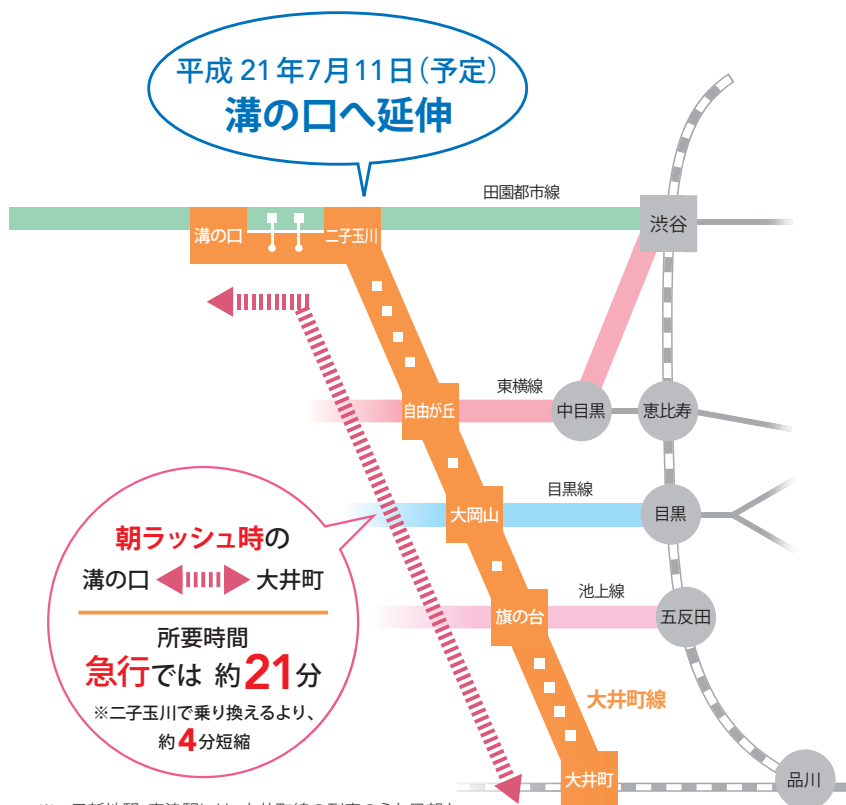 平成 21年7月11日(予定)
溝の口へ延伸
田園都市線
溝の口
二子玉川
渋谷
東横線
自由が丘
中目黒
恵比寿
目黒線
大岡山
目黒
朝ラッシュ時の
溝の口 大井町
所要時間
急行では 約21分
※二子玉川で乗り換えるより、
約4分短縮
池上線
旗の台
五反田
大井町線
大井町
品川